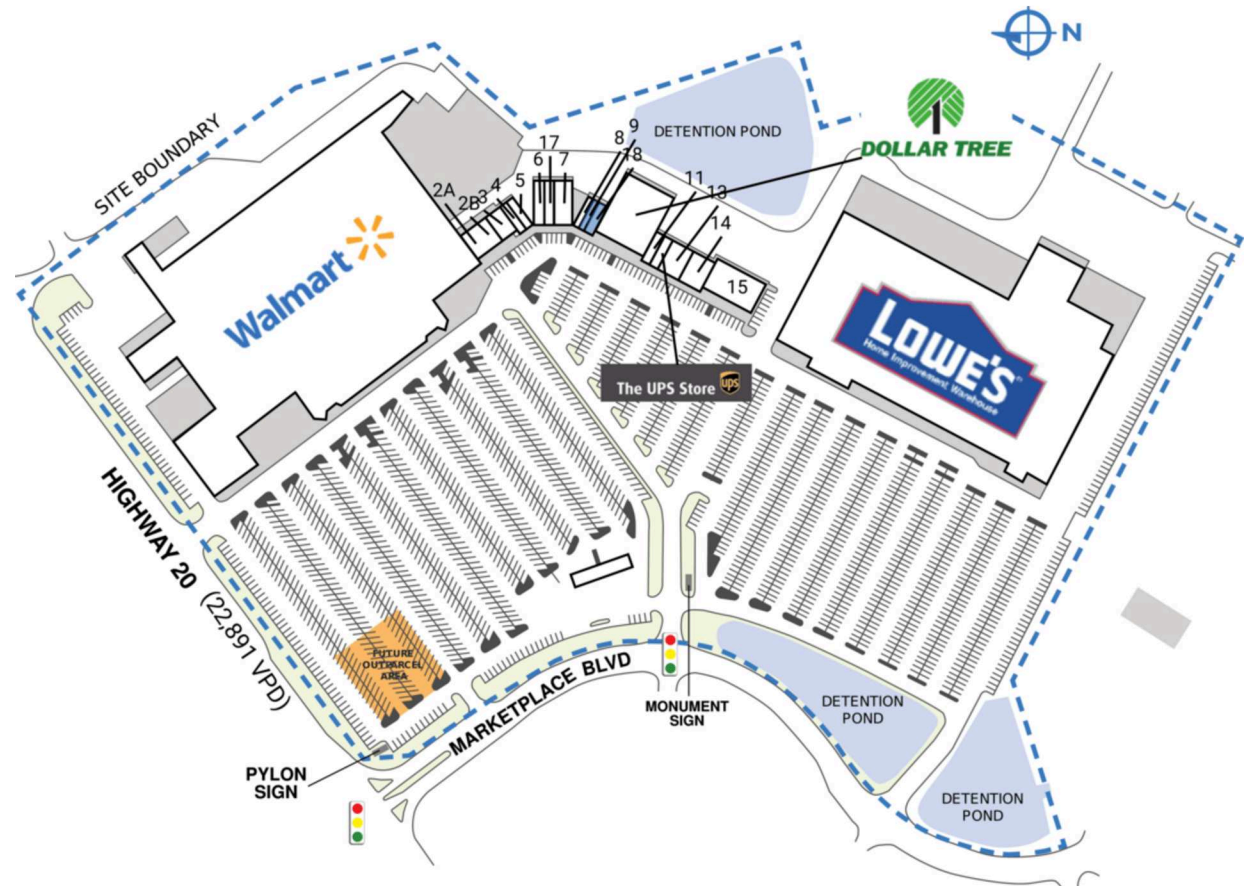 N
DOLLAR TREE
DETENTION POND
SITE BOUNDARY
9
8
18
17
6
7
11
13
14
4
5
3
2A
2B
15
Walmart
LOWE'S
Home Improvement Warehouse
The UPS Store
ups
HIGHWAY 20
(22,891 VPD)
FUTURE
OUTPARCEL
AREA
MARKETPLACE BLVD
MONUMENT
SIGN
DETENTION
POND
PYLON
SIGN
DETENTION
POND